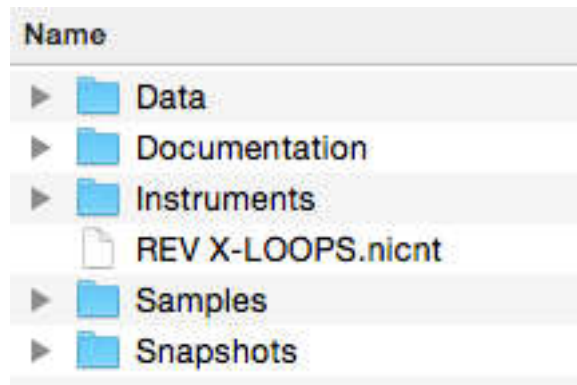 Name
Data
Documentation
Instruments
REV X-LOOPS.nicnt
Samples
Snapshots